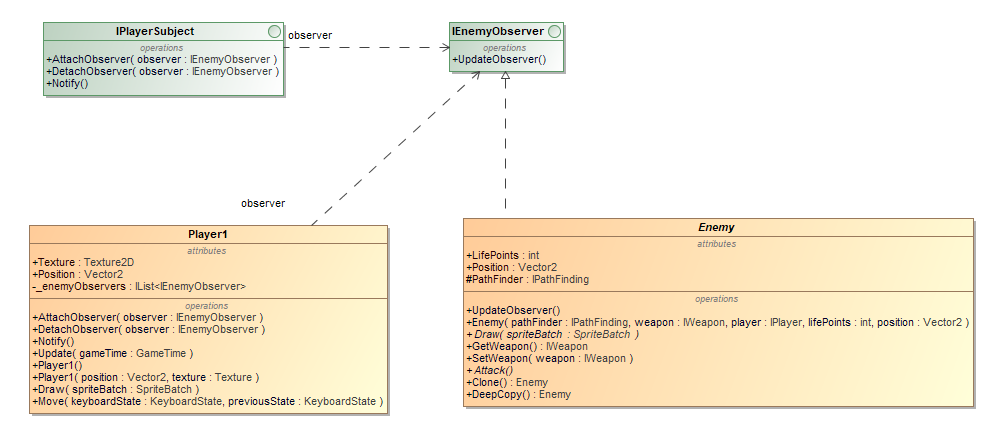 IPlayerSubject
operations
+AttachObserver( observer : IEnemyObserver )
+DetachObserver( observer : IEnemyObserver )
+Notify()
observer
IEnemyObserver
operations
+UpdateObserver()
observer
Player1
attributes
+Texture : Texture2D
+Position : Vector2
-_enemyObservers : IList<IEnemyObserver>
operations
+AttachObserver( observer : IEnemyObserver )
+DetachObserver( observer : IEnemyObserver )
+Notify()
+Update( gameTime : GameTime )
+Player1()
+Player1( position : Vector2, texture : Texture )
+Draw( spriteBatch : SpriteBatch )
+Move( keyboardState : KeyboardState, previousState : KeyboardState )
Enemy
attributes
+LifePoints : int
+Position : Vector2
#PathFinder : IPathFinding
operations
+UpdateObserver()
+Enemy( pathFinder : IPathFinding, weapon : IWeapon, player : IPlayer, lifePoints : int, position : Vector2 )
+Draw( spriteBatch : SpriteBatch )
+GetWeapon() : IWeapon
+SetWeapon( weapon : IWeapon )
+Attack()
+Clone() : Enemy
+DeepCopy() : Enemy